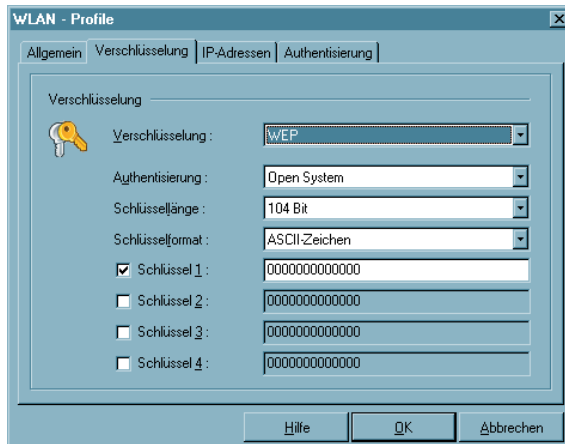 WLAN - Profile
Allgemein Verschlüsselung IP-Adressen Authentisierung
Verschlüsselung
Verschlüsselung : WEP
Authentisierung : Open System
Schlüssellänge : 104 Bit
Schlüsselformat : ASCII-Zeichen
Schlüssel 1 : 0000000000000
Schlüssel 2 : 0000000000000
Schlüssel 3 : 0000000000000
Schlüssel 4 : 0000000000000
Hilfe OK Abbrechen